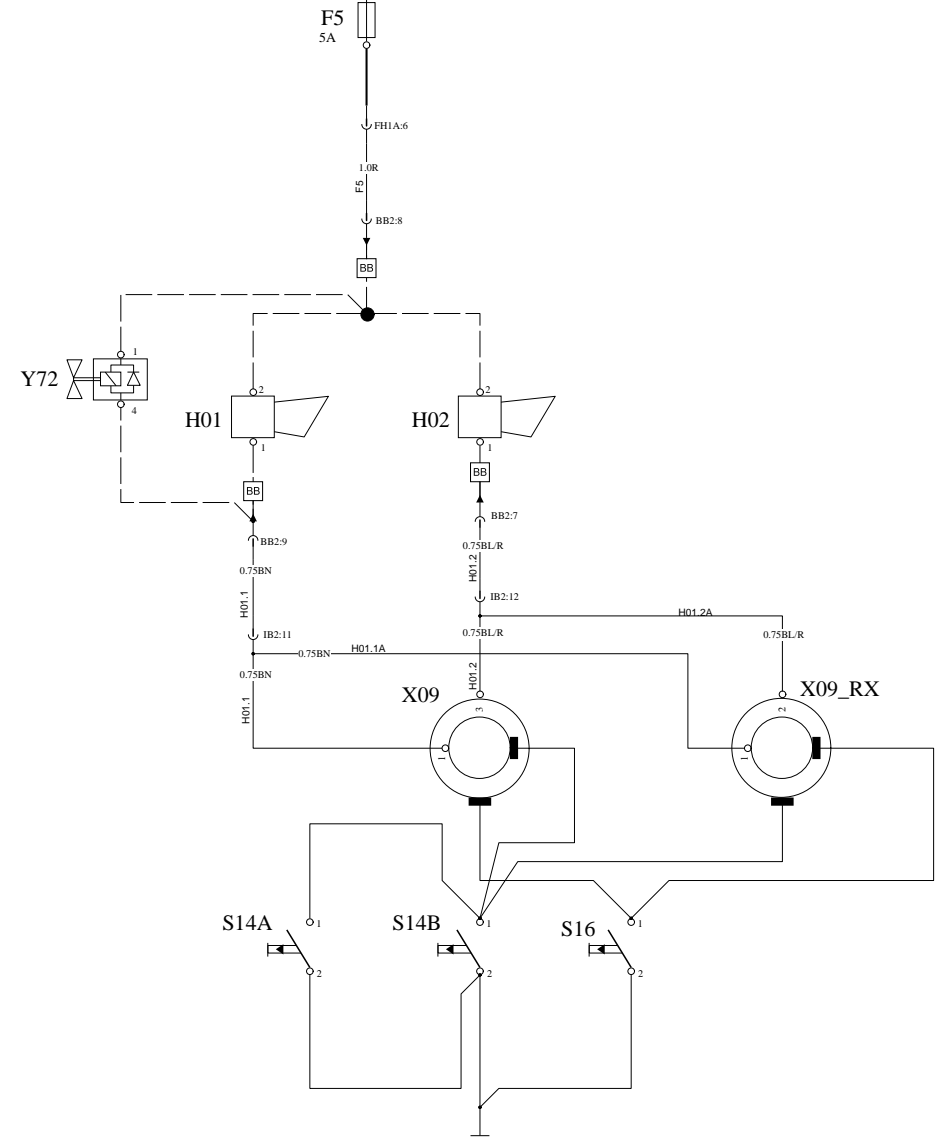 F5
5A
FH1A:6
1.0R
F5
BB2:8
BB
1
Y72
4
2
H01
1
2
H02
1
BB
BB
BB2:7
BB2:9
0.75BL/R
0.75BN
H01.2
H01.1
IB2:12
H01.2A
IB2:11
0.75BL/R
0.75BL/R
0.75BN
H01.1A
0.75BN
H01.2
H01.1
X09
X09_RX
3
2
1
1
S14A
1
2
S14B
1
2
S16
1
2